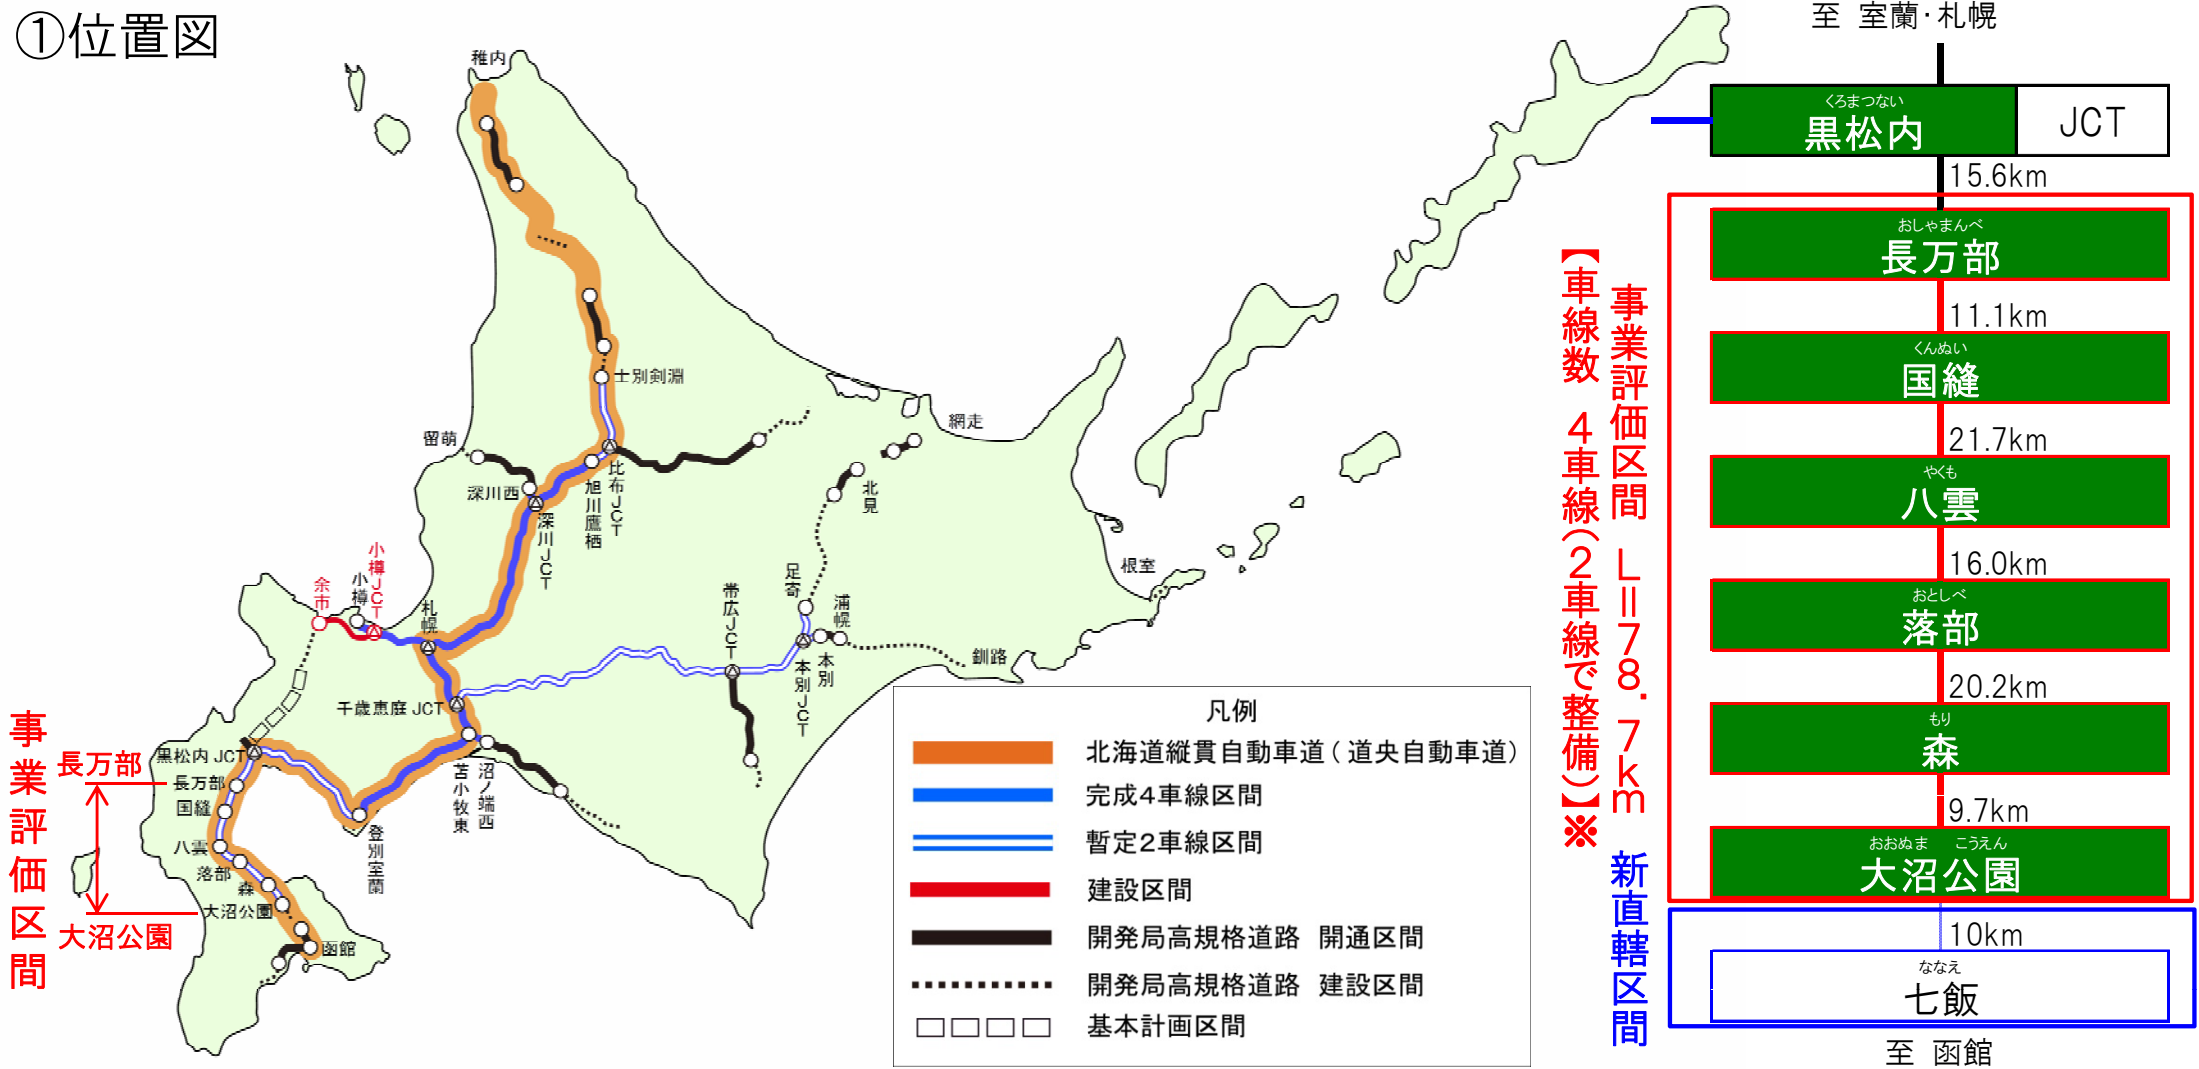 ①位置図
稚内
士別剣淵
留萌
網走
深川西
比布JCT
旭川鷹栖
深川JCT
北見
根室
小樽JCT
余市
小樽
札幌
足寄
帯広JCT
浦幌
釧路
本別
本別JCT
千歳恵庭 JCT
黒松内 JCT
長万部
国縫
八雲
落部
森
大沼公園
函館
苫小牧東
沼ノ端西
登別室蘭
事業評価区間
長万部
大沼公園
凡例
北海道縦貫自動車道(道央自動車道)
完成4車線区間
暫定2車線区間
建設区間
開発局高規格道路 開通区間
開発局高規格道路 建設区間
基本計画区間
事業評価区間 L=78.7km
【車線数 4車線(2車線で整備)】※
新直轄区間
至 室蘭・札幌
くろまつない
黒松内
JCT
15.6km
おしゃまんべ
長万部
11.1km
くんぬい
国縫
21.7km
やくも
八雲
16.0km
おとしべ
落部
20.2km
もり
森
9.7km
おおぬま こうえん
大沼公園
10km
ななえ
七飯
至 函館